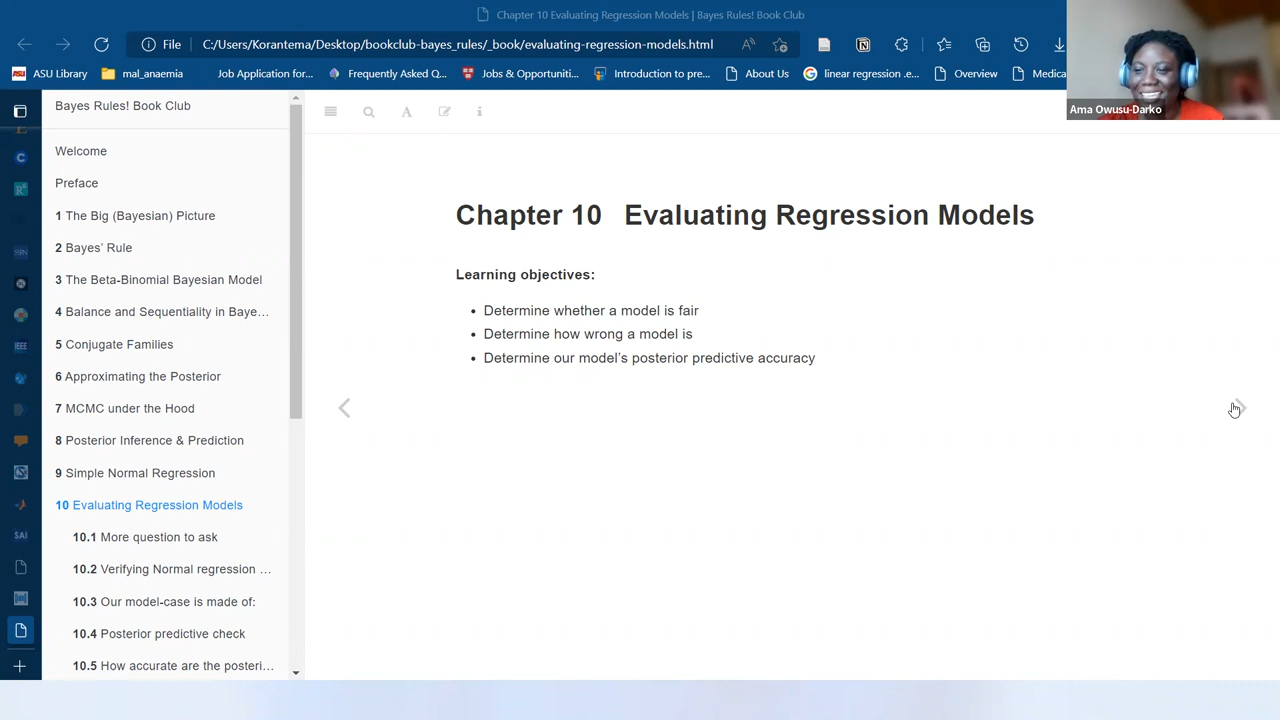 Chapter 10 Evaluating Regression Models | Bayes Rules! Book Club
File
C:/Users/Korantema/Desktop/bookclub-bayes_rules/_book/evaluating-regression-models.html
ASU Library
mal_anaemia
Job Application for...
Frequently Asked Q...
Jobs & Opportuniti...
Introduction to pre...
About Us
linear regression .e...
Overview
Medica
Ama Owusu-Darko
Bayes Rules! Book Club
Welcome
Preface
1 The Big (Bayesian) Picture
2 Bayes' Rule
3 The Beta-Binomial Bayesian Model
4 Balance and Sequentiality in Baye...
5 Conjugate Families
6 Approximating the Posterior
7 MCMC under the Hood
8 Posterior Inference & Prediction
9 Simple Normal Regression
10 Evaluating Regression Models
10.1 More question to ask
10.2 Verifying Normal regression ...
10.3 Our model-case is made of:
10.4 Posterior predictive check
10.5 How accurate are the posteri...
Chapter 10 Evaluating Regression Models
Learning objectives:
• Determine whether a model is fair
• Determine how wrong a model is
• Determine our model's posterior predictive accuracy